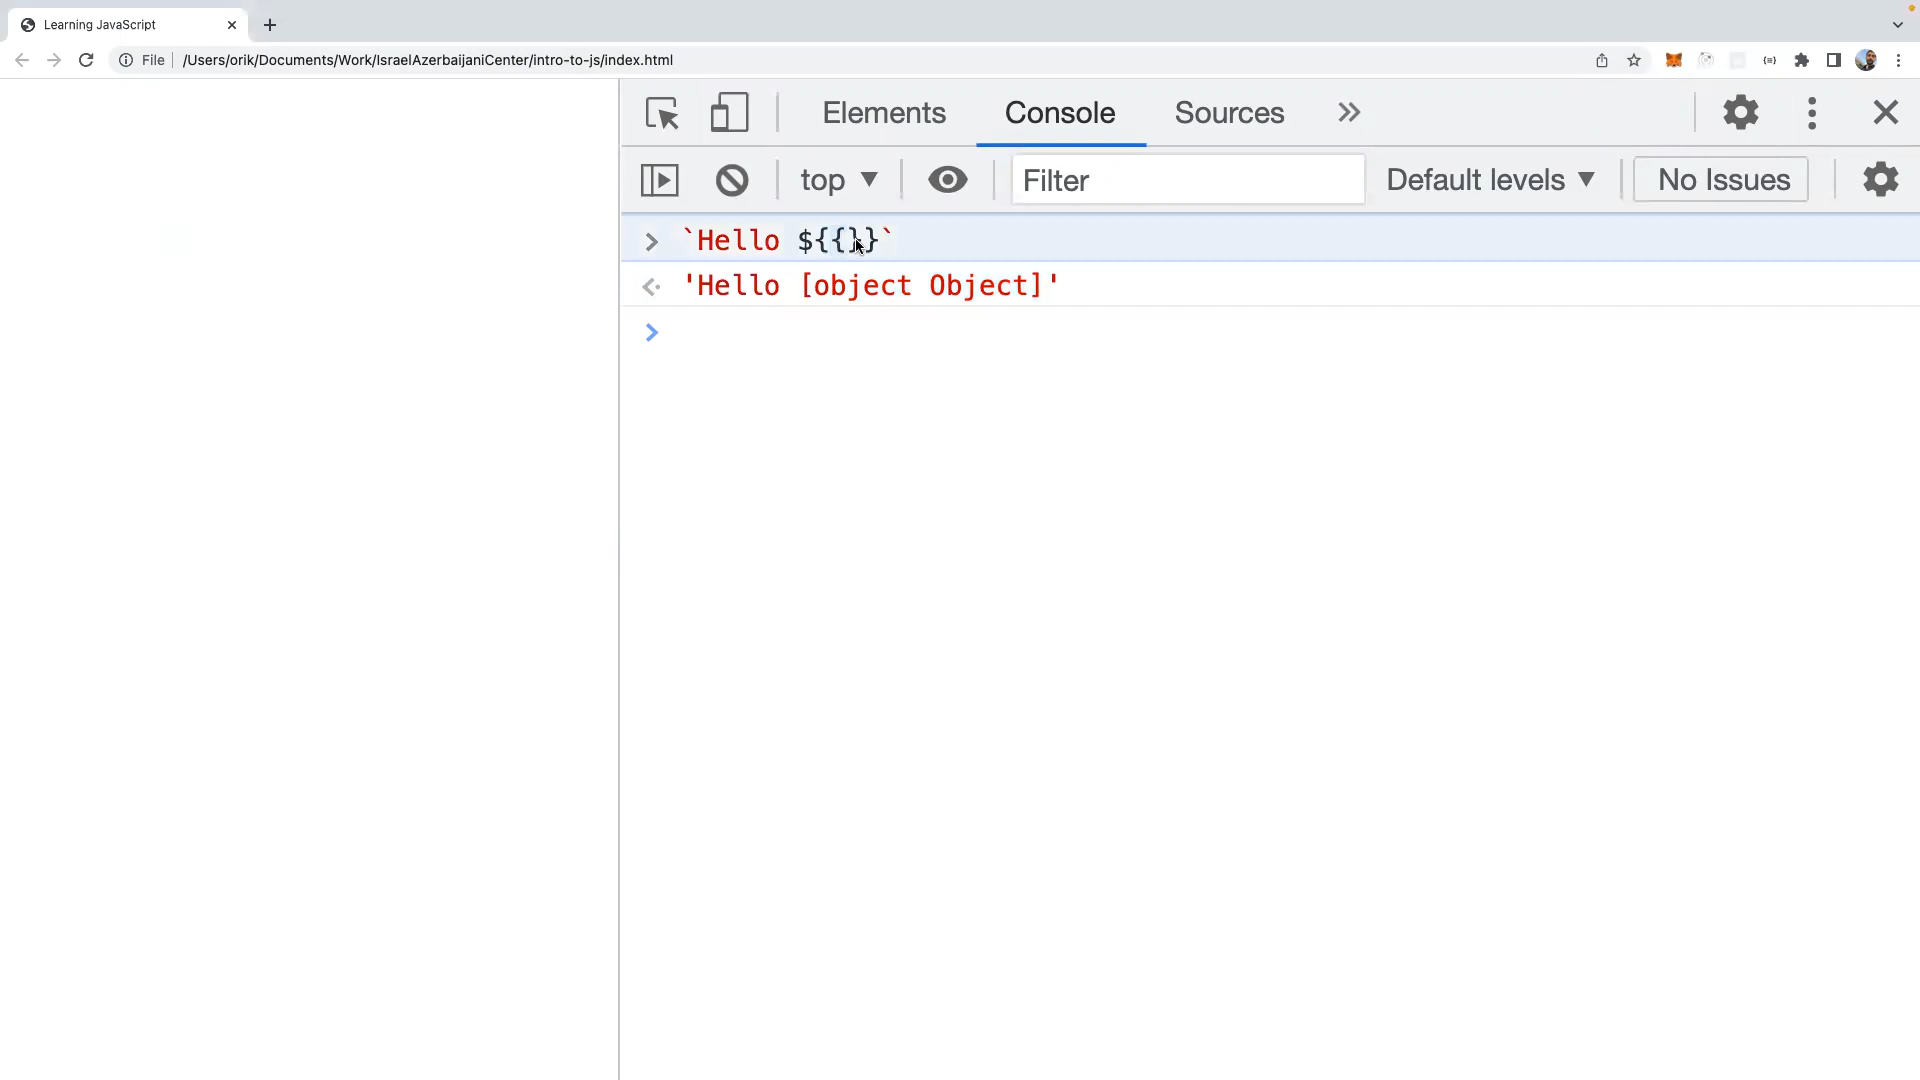 Learning JavaScript
File /Users/orik/Documents/Work/IsraelAzerbaijaniCenter/intro-to-js/index.html
Elements Console Sources
top Filter Default levels No Issues
`Hello ${{}}`
'Hello [object Object]'